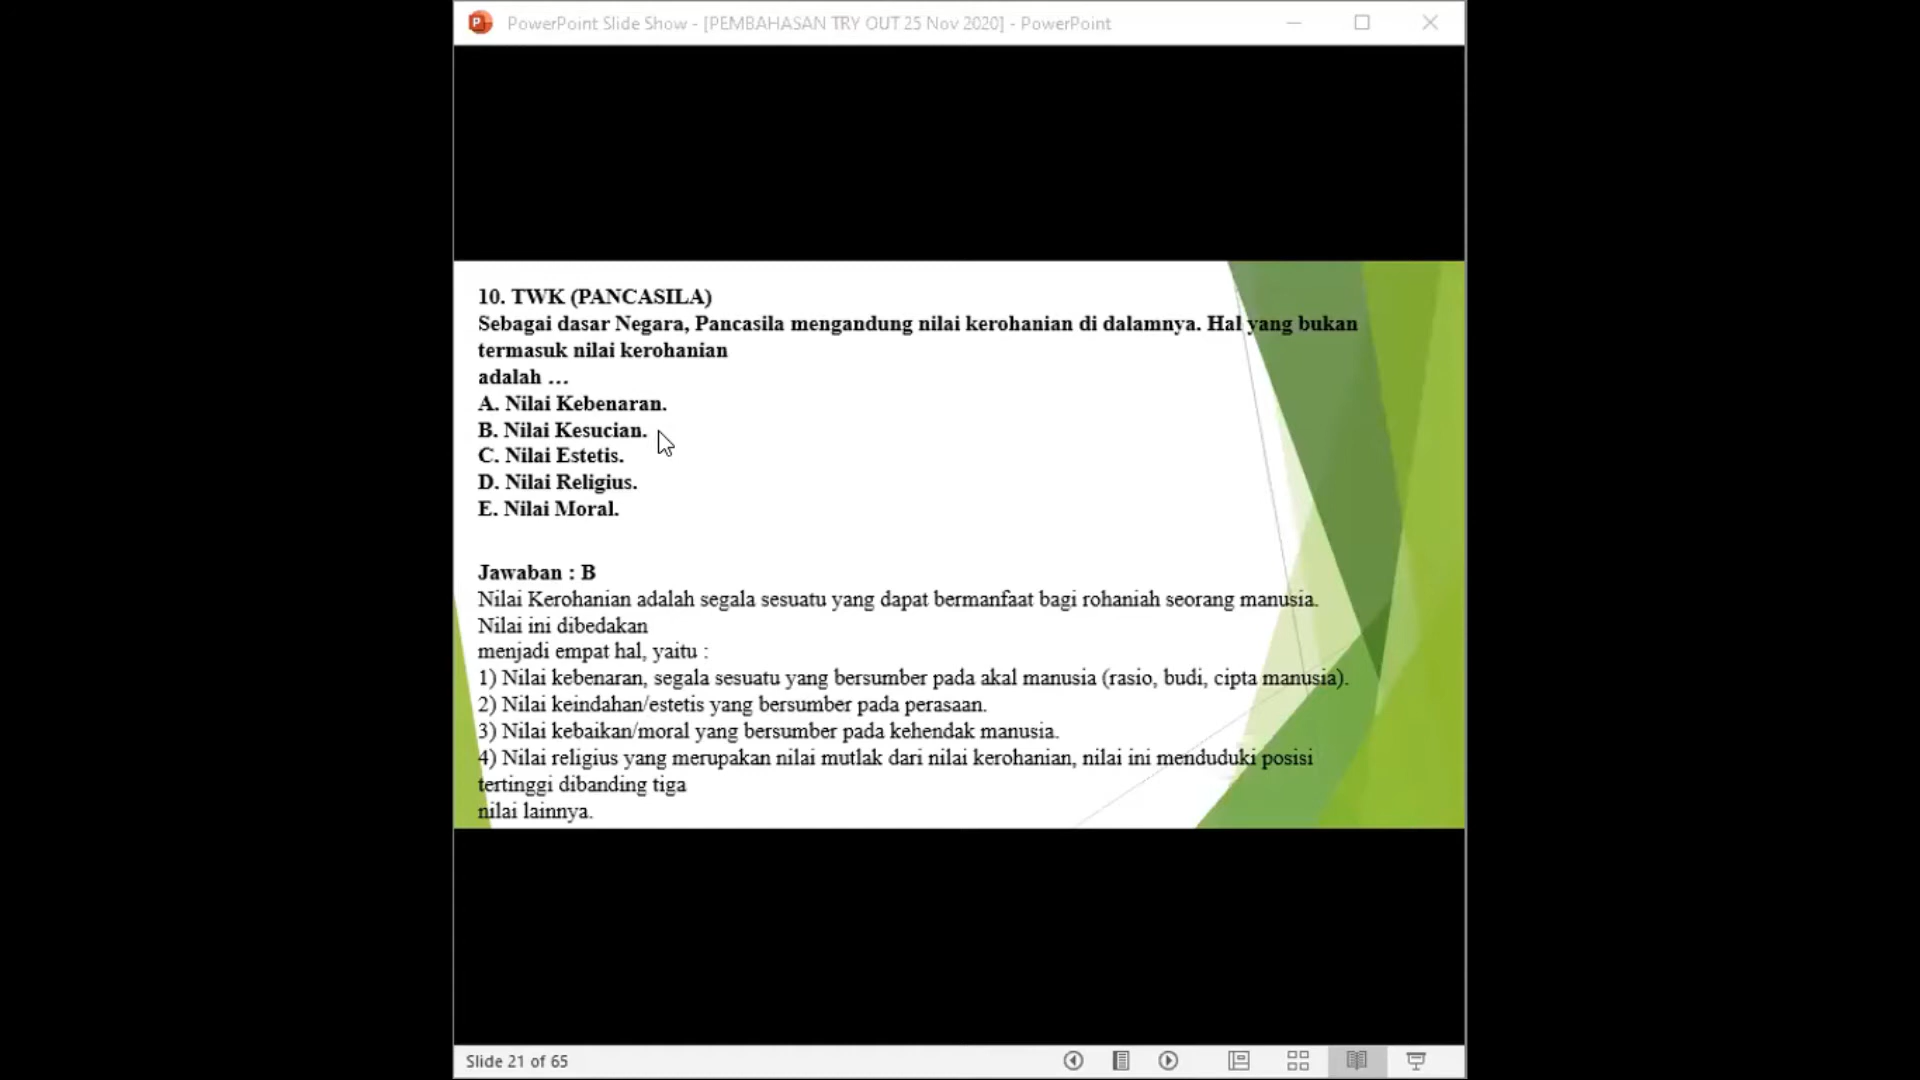 PowerPoint Slide Show - [PEMBAHASAN TRY OUT 25 Nov 2020] - PowerPoint
10. TWK (PANCASILA)
Sebagai dasar Negara, Pancasila mengandung nilai kerohanian di dalamnya. Hal yang bukan
termasuk nilai kerohanian
adalah …
A. Nilai Kebenaran.
B. Nilai Kesucian.
C. Nilai Estetis.
D. Nilai Religius.
E. Nilai Moral.
Jawaban : B
Nilai Kerohanian adalah segala sesuatu yang dapat bermanfaat bagi rohaniah seorang manusia.
Nilai ini dibedakan
menjadi empat hal, yaitu :
1) Nilai kebenaran, segala sesuatu yang bersumber pada akal manusia (rasio, budi, cipta manusia).
2) Nilai keindahan/estetis yang bersumber pada perasaan.
3) Nilai kebaikan/moral yang bersumber pada kehendak manusia.
4) Nilai religius yang merupakan nilai mutlak dari nilai kerohanian, nilai ini menduduki posisi
tertinggi dibanding tiga
nilai lainnya.
Slide 21 of 65